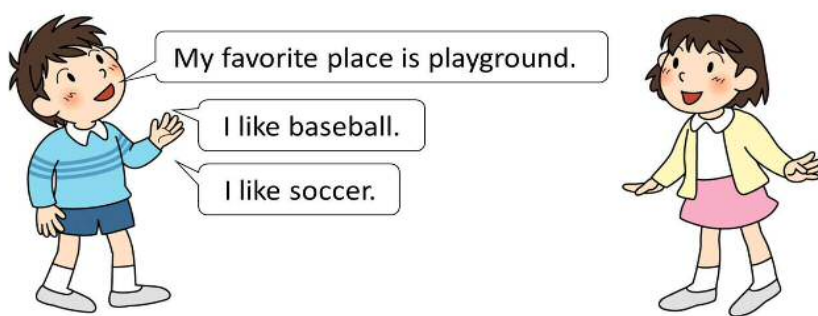 My favorite place is playground.
I like baseball.
I like soccer.